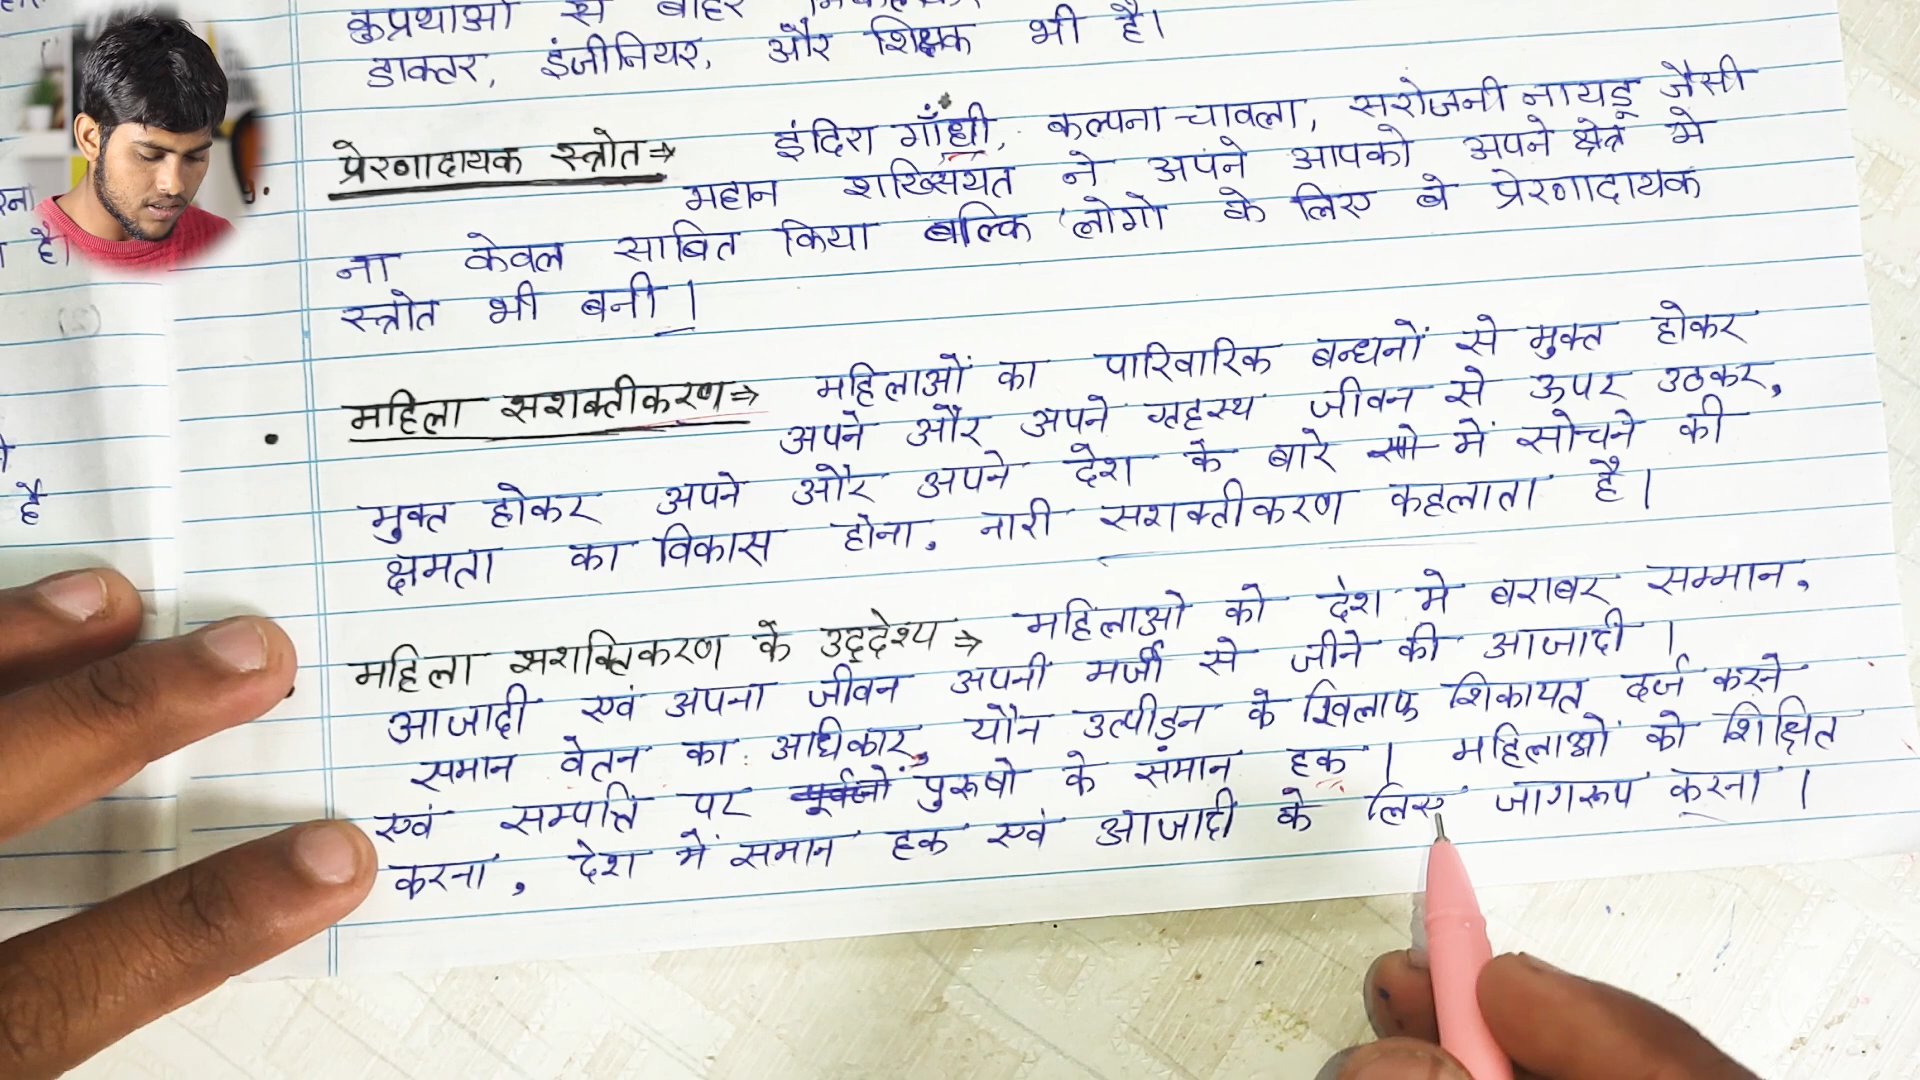 कुप्रथाओं से बाहर
डाक्टर, इंजीनियर, और शिक्षक भी है।
प्रेरणादायक स्त्रोत⇒ इंदिरा गाँधी, कल्पना चावला, सरोजनी नायडू जैसी
महान शख्सियत ने अपने आपको अपने क्षेत्र मे
ना केवल साबित किया बल्कि लोगो के लिए वे प्रेरणादायक
स्त्रोत भी बनी।
• महिला सशक्तीकरण⇒ महिलाओं का पारिवारिक बन्धनों से मुक्त होकर
अपने और अपने गृहस्थ जीवन से ऊपर उठकर,
मुक्त होकर अपने और अपने देश के बारे में सोचने की
क्षमता का विकास होना, नारी सशक्तीकरण कहलाता है।
महिला सशक्तिकरण के उद्देश्य ⇒ महिलाओ को देश मे बराबर सम्मान,
आजादी एवं अपना जीवन अपनी मर्जी से जीने की आजादी।
समान वेतन का अधिकार, यौन उत्पीड़न के खिलाफ शिकायत दर्ज करने
एवं सम्पत्ति पर पूर्वजों पुरूषो के समान हक। महिलाओं को शिक्षित
करना, देश में समान हक एवं आजादी के लिए जागरूप करना।
है।
है